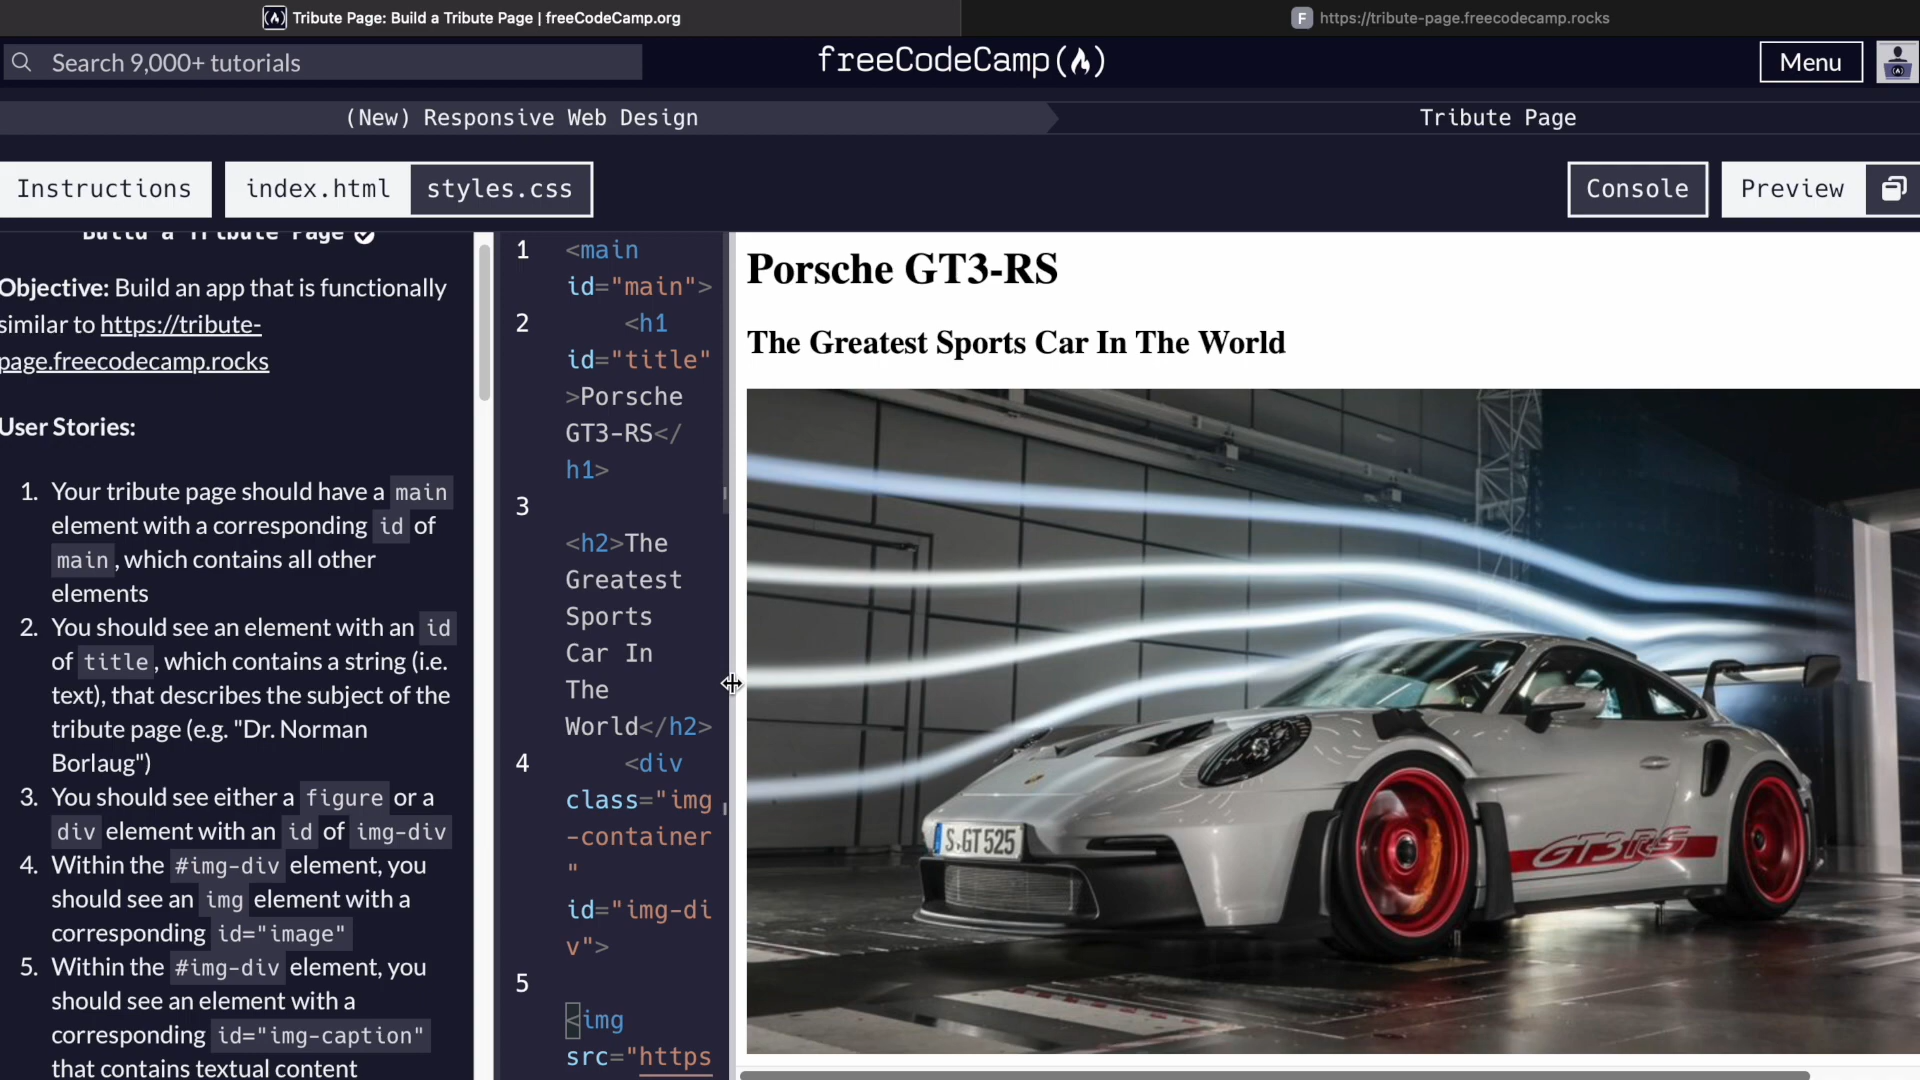 Tribute Page: Build a Tribute Page | freeCodeCamp.org
F https://tribute-page.freecodecamp.rocks
Search 9,000+ tutorials
freeCodeCamp
Menu
(New) Responsive Web Design
Tribute Page
Instructions
index.html
styles.css
Console
Preview
Build a Tribute Page
Objective: Build an app that is functionally
similar to https://tribute-
page.freecodecamp.rocks
User Stories:
1. Your tribute page should have a main
element with a corresponding id of
main, which contains all other
elements
2. You should see an element with an id
of title, which contains a string (i.e.
text), that describes the subject of the
tribute page (e.g. "Dr. Norman
Borlaug")
3. You should see either a figure or a
div element with an id of img-div
4. Within the #img-div element, you
should see an img element with a
corresponding id="image"
5. Within the #img-div element, you
should see an element with a
corresponding id="img-caption"
that contains textual content
1 <main
id="main">
2 <h1
id="title"
>Porsche
GT3-RS</
h1>
3
<h2>The
Greatest
Sports
Car In
The
World</h2>
4 <div
class="img
-container
"
id="img-di
v">
5
<img
src="https
Porsche GT3-RS
The Greatest Sports Car In The World
S GT 525
GT3RS